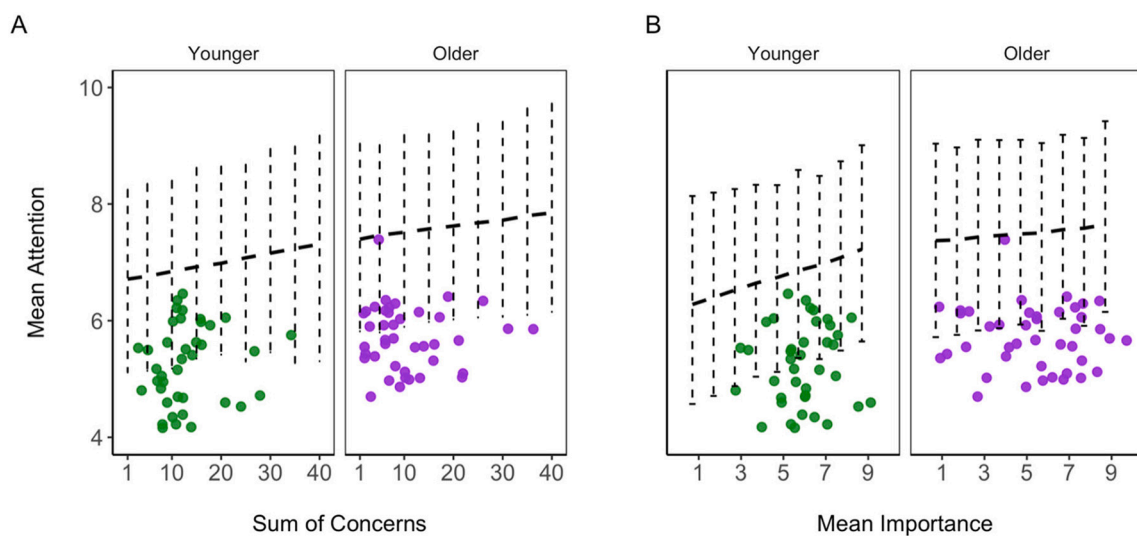 A
B
Younger
Older
Younger
Older
Mean Attention
10
8
6
4
1 10 20 30 40 1 10 20 30 40
1 3 5 7 9 1 3 5 7 9
Sum of Concerns
Mean Importance